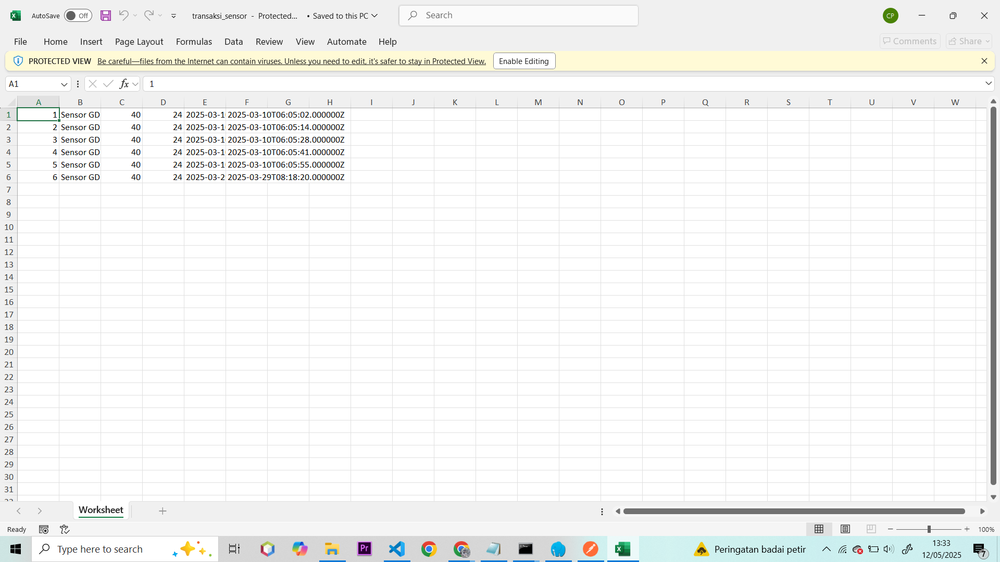 AutoSave Off transaksi_sensor - Protected... • Saved to this PC Search CP
File Home Insert Page Layout Formulas Data Review View Automate Help Comments Share
PROTECTED VIEW Be careful—files from the Internet can contain viruses. Unless you need to edit, it's safer to stay in Protected View. Enable Editing
A1 fx 1
A B C D E F G H I J K L M N O P Q R S T U V W
1 1 Sensor GD 40 24 2025-03-1 2025-03-10T06:05:02.000000Z
2 2 Sensor GD 40 24 2025-03-1 2025-03-10T06:05:14.000000Z
3 3 Sensor GD 40 24 2025-03-1 2025-03-10T06:05:28.000000Z
4 4 Sensor GD 40 24 2025-03-1 2025-03-10T06:05:41.000000Z
5 5 Sensor GD 40 24 2025-03-1 2025-03-10T06:05:55.000000Z
6 6 Sensor GD 40 24 2025-03-2 2025-03-29T08:18:20.000000Z
7
8
9
10
11
12
13
14
15
16
17
18
19
20
21
22
23
24
25
26
27
28
29
30
31
Worksheet
Ready 100%
Type here to search Pr Peringatan badai petir 13:33
12/05/2025 7